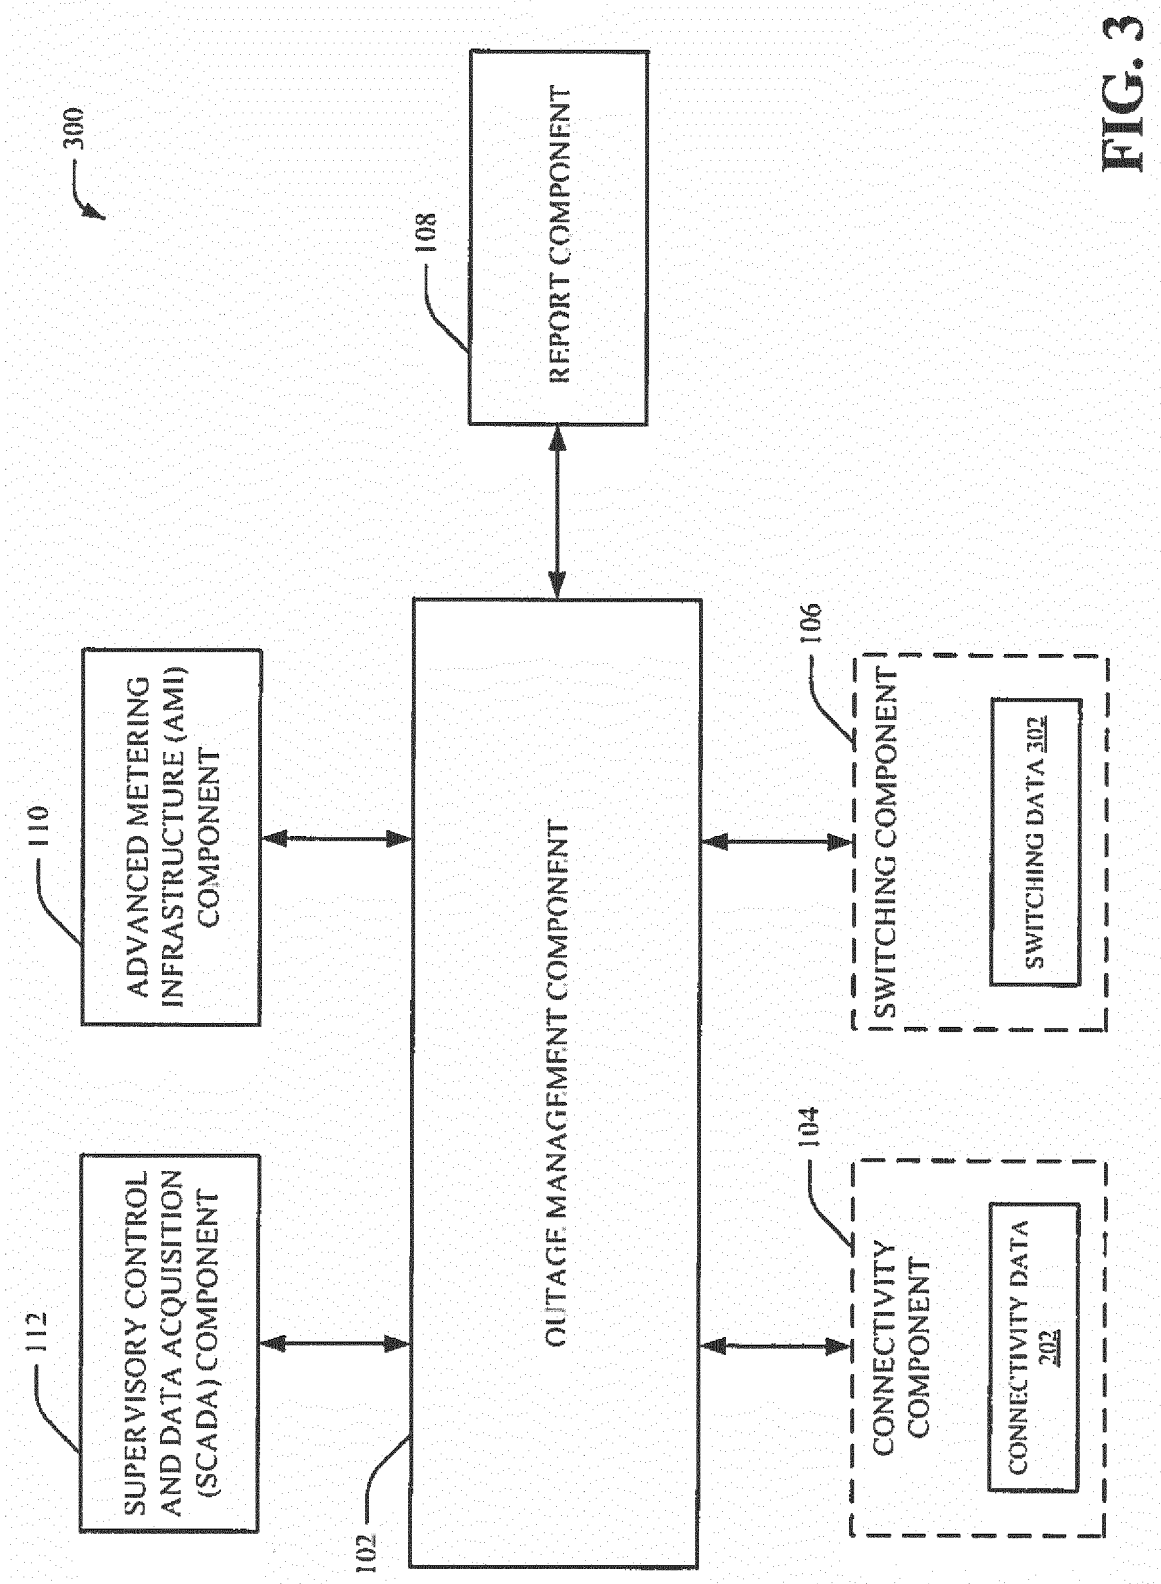 300
112
SUPERVISORY CONTROL
AND DATA ACQUISITION
(SCADA) COMPONENT
110
ADVANCED METERING
INFRASTRUCTURE (AMI)
COMPONENT
102
OUTAGE MANAGEMENT COMPONENT
108
REPORT COMPONENT
104
CONNECTIVITY
COMPONENT
CONNECTIVITY DATA
202
106
SWITCHING COMPONENT
SWITCHING DATA 302
FIG. 3